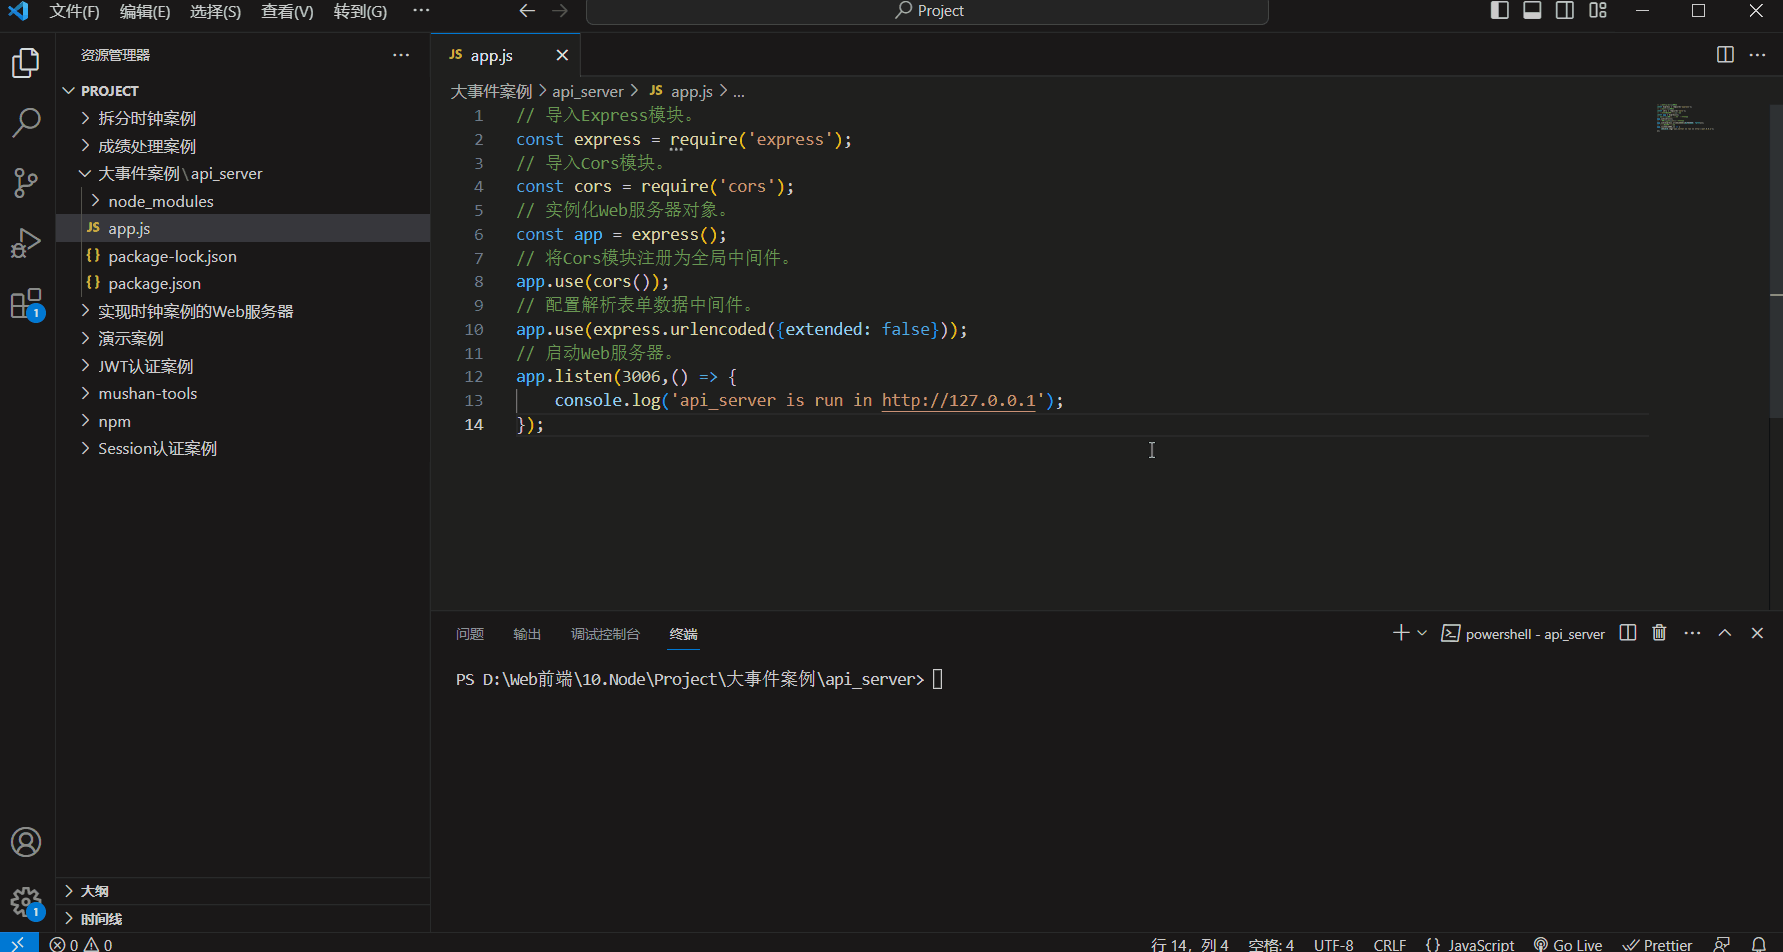 文件(F) 编辑(E) 选择(S) 查看(V) 转到(G) ··· Project
资源管理器 ···
PROJECT
拆分时钟案例
成绩处理案例
大事件案例\api_server
node_modules
JS app.js
{} package-lock.json
{} package.json
实现时钟案例的Web服务器
演示案例
JWT认证案例
mushan-tools
npm
Session认证案例
大纲
时间线
1
1
JS app.js
大事件案例 > api_server > JS app.js > ...
1 // 导入Express模块。
2 const express = require('express');
3 // 导入Cors模块。
4 const cors = require('cors');
5 // 实例化Web服务器对象。
6 const app = express();
7 // 将Cors模块注册为全局中间件。
8 app.use(cors());
9 // 配置解析表单数据中间件。
10 app.use(express.urlencoded({extended: false}));
11 // 启动Web服务器。
12 app.listen(3006,() => {
13 console.log('api_server is run in http://127.0.0.1');
14 });
问题 输出 调试控制台 终端 powershell - api_server
PS D:\Web前端\10.Node\Project\大事件案例\api_server>
0 0 行 14，列 4 空格: 4 UTF-8 CRLF {} JavaScript Go Live Prettier